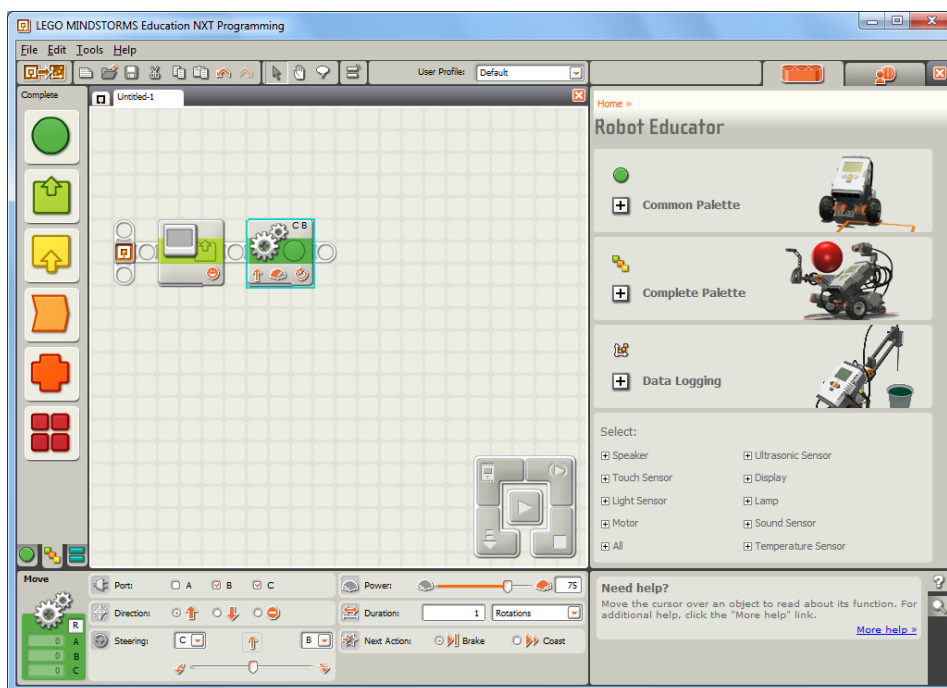 LEGO MINDSTORMS Education NXT Programming
File Edit Tools Help
User Profile: Default
Complete
Untitled-1
C B
Home »
Robot Educator
Common Palette
Complete Palette
Data Logging
Select:
Speaker
Ultrasonic Sensor
Touch Sensor
Display
Light Sensor
Lamp
Motor
Sound Sensor
All
Temperature Sensor
Move
R
0 A
0 B
0 C
Port: A B C
Direction:
Steering: C B
Power: 75
Duration: 1 Rotations
Next Action: Brake Coast
Need help?
Move the cursor over an object to read about its function. For
additional help, click the "More help" link.
More help »